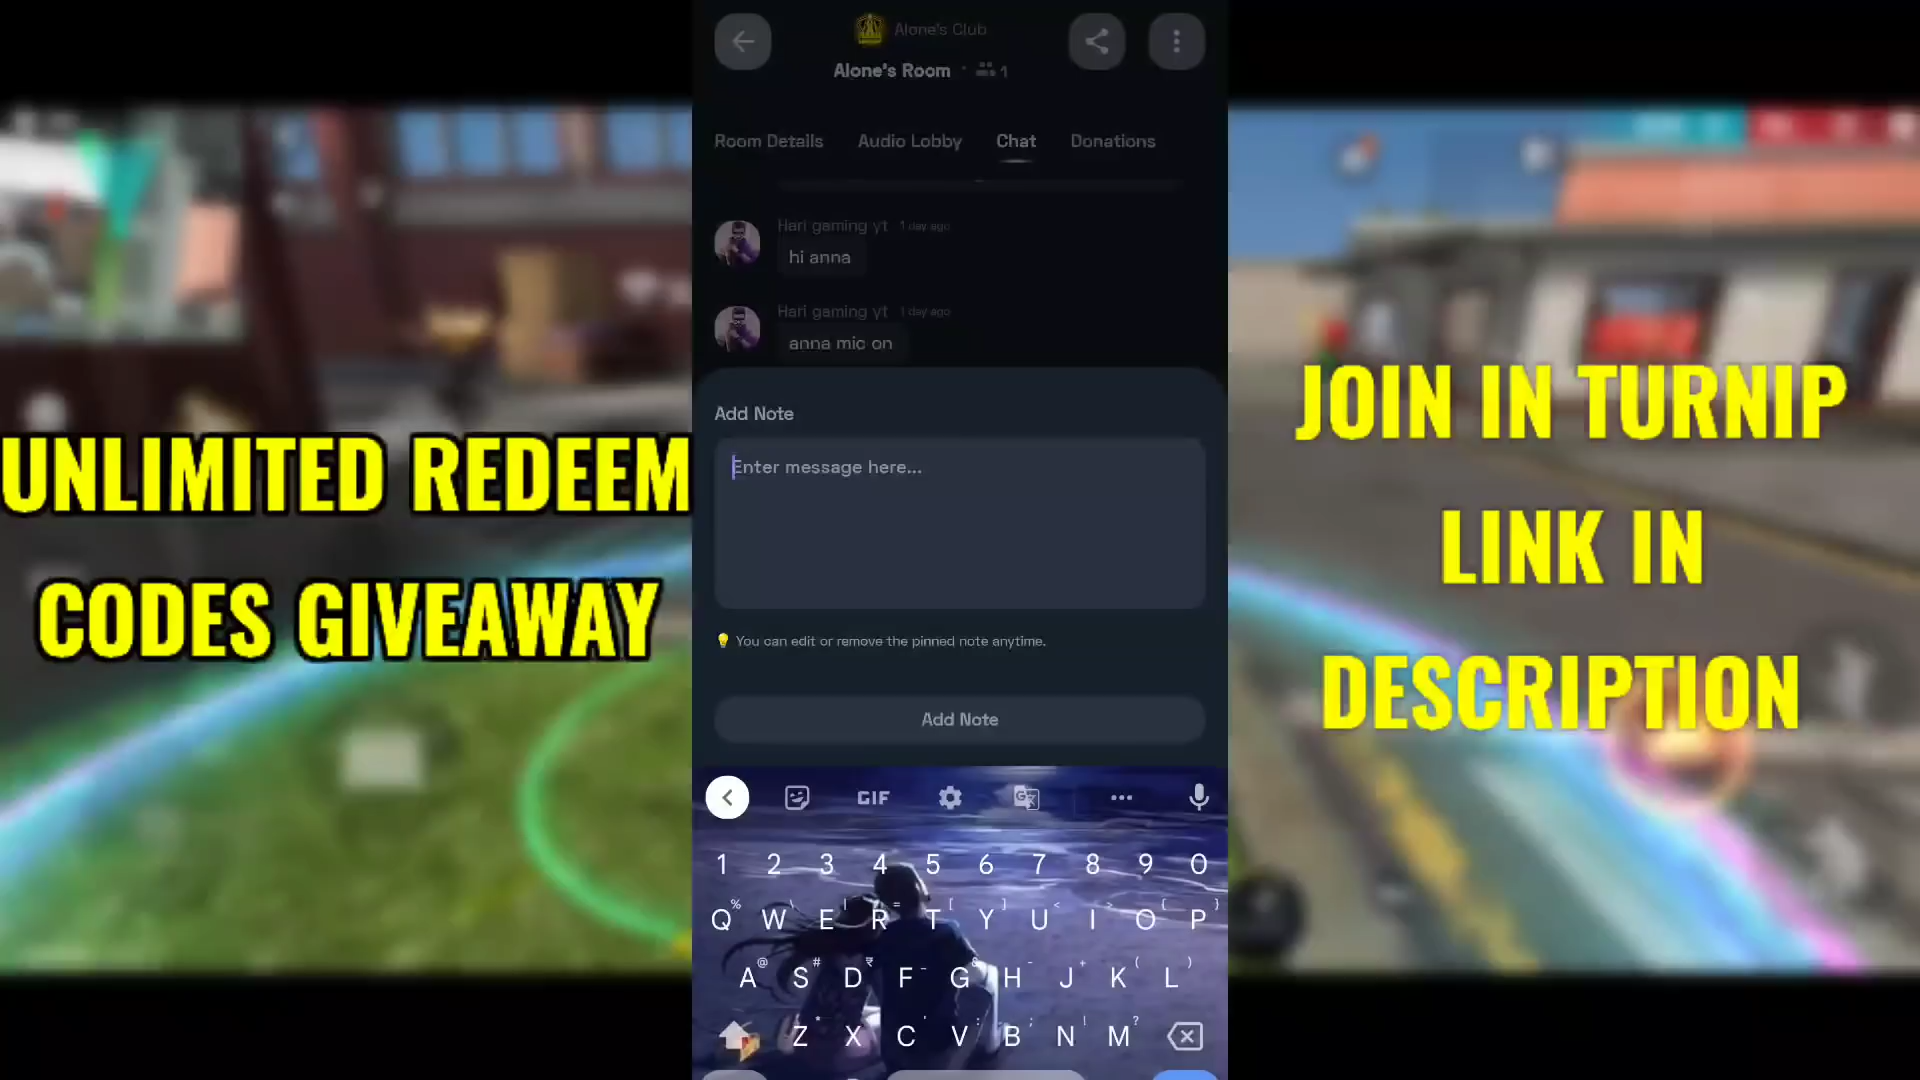 Alone's Club
Alone's Room · 1
Room Details Audio Lobby Chat Donations
Hari gaming yt 1 day ago
hi anna
Hari gaming yt 1 day ago
anna mic on
Add Note
Enter message here...
You can edit or remove the pinned note anytime.
Add Note
GIF
1 2 3 4 5 6 7 8 9 0
Q W E R T Y U I O P
A S D F G H J K L
Z X C V B N M
UNLIMITED REDEEM
CODES GIVEAWAY
JOIN IN TURNIP
LINK IN
DESCRIPTION